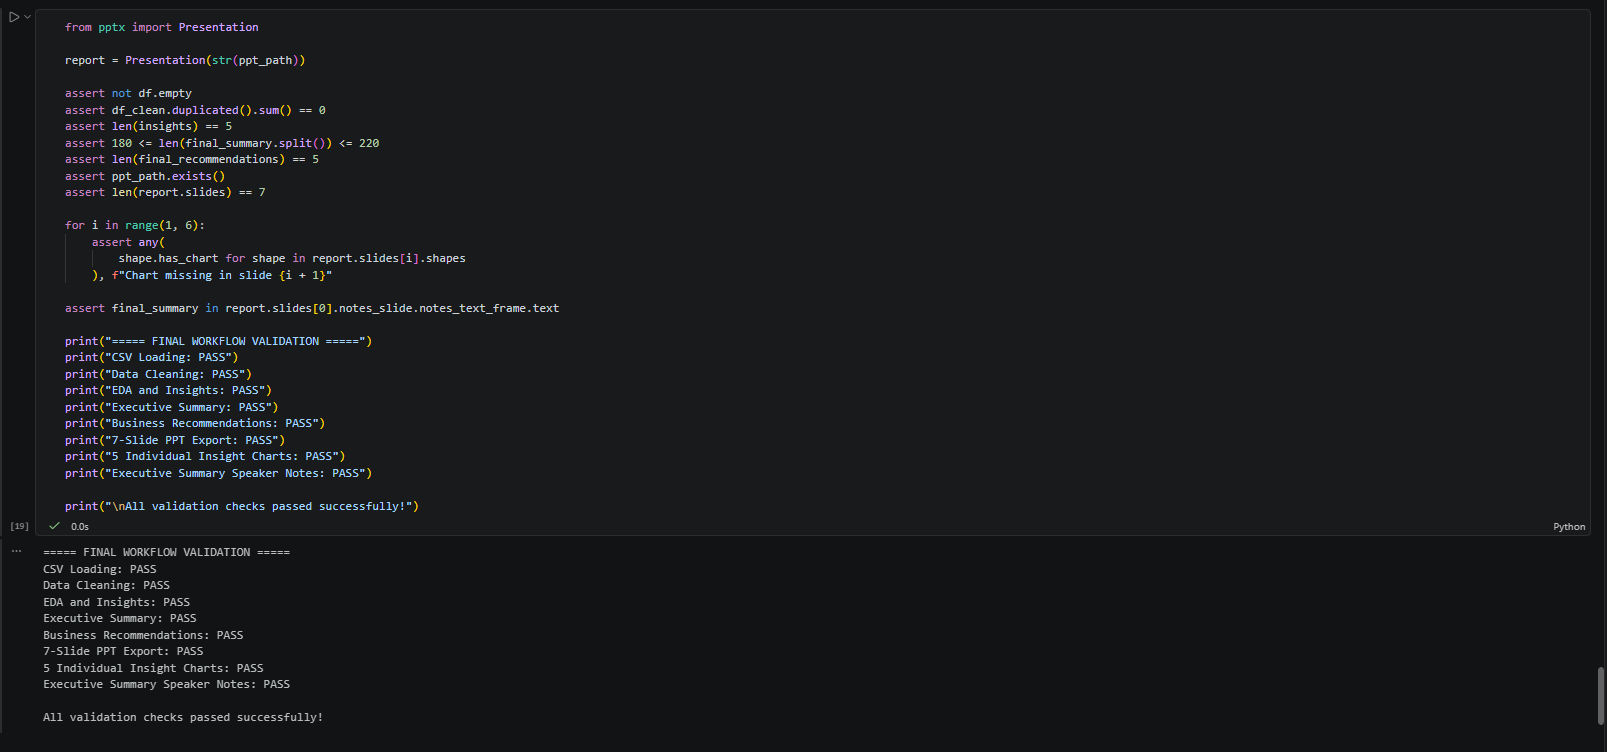 from pptx import Presentation
report = Presentation(str(ppt_path))
assert not df.empty
assert df_clean.duplicated().sum() == 0
assert len(insights) == 5
assert 180 <= len(final_summary.split()) <= 220
assert len(final_recommendations) == 5
assert ppt_path.exists()
assert len(report.slides) == 7
for i in range(1, 6):
    assert any(
        shape.has_chart for shape in report.slides[i].shapes
    ), f"Chart missing in slide {i + 1}"
assert final_summary in report.slides[0].notes_slide.notes_text_frame.text
print("===== FINAL WORKFLOW VALIDATION =====")
print("CSV Loading: PASS")
print("Data Cleaning: PASS")
print("EDA and Insights: PASS")
print("Executive Summary: PASS")
print("Business Recommendations: PASS")
print("7-Slide PPT Export: PASS")
print("5 Individual Insight Charts: PASS")
print("Executive Summary Speaker Notes: PASS")
print("\nAll validation checks passed successfully!")
[19] 0.0s Python
===== FINAL WORKFLOW VALIDATION =====
CSV Loading: PASS
Data Cleaning: PASS
EDA and Insights: PASS
Executive Summary: PASS
Business Recommendations: PASS
7-Slide PPT Export: PASS
5 Individual Insight Charts: PASS
Executive Summary Speaker Notes: PASS
All validation checks passed successfully!